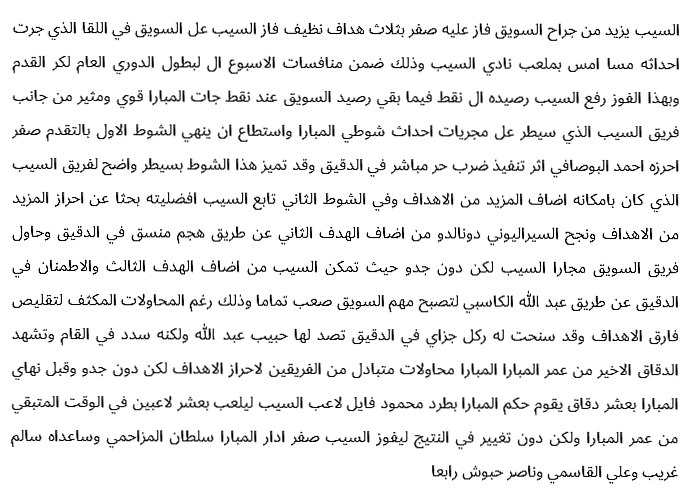 السيب يزيد من جراح السويق فاز عليه صفر بثلاث هداف نظيف فاز السيب عل السويق في اللقا الذي جرت
احداثه مسا امس بملعب نادي السيب وذلك ضمن منافسات الاسبوع ال لبطول الدوري العام لكر القدم
وبهذا الفوز رفع السيب رصيده ال نقط فيما بقي رصيد السويق عند نقط جات المبارا قوي ومثير من جانب
فريق السيب الذي سيطر عل مجريات احداث شوطي المبارا واستطاع ان ينهي الشوط الاول بالتقدم صفر
احرزه احمد البوصافي اثر تنفيذ ضرب حر مباشر في الدقيق وقد تميز هذا الشوط بسيطر واضح لفريق السيب
الذي كان بامكانه اضاف المزيد من الاهداف وفي الشوط الثاني تابع السيب افضليته بحثا عن احراز المزيد
من الاهداف ونجح السيراليوني دونالدو من اضاف الهدف الثاني عن طريق هجم منسق في الدقيق وحاول
فريق السويق مجارا السيب لكن دون جدو حيث تمكن السيب من اضاف الهدف الثالث والاطمنان في
الدقيق عن طريق عبد الله الكاسبي لتصبح مهم السويق صعب تماما وذلك رغم المحاولات المكثف لتقليص
فارق الاهداف وقد سنحت له ركل جزاي في الدقيق تصد لها حبيب عبد الله ولكنه سدد في القام وتشهد
الدقاق الاخير من عمر المبارا المبارا محاولات متبادل من الفريقين لاحراز الاهداف لكن دون جدو وقبل نهاي
المبارا بعشر دقاق يقوم حكم المبارا بطرد محمود فايل لاعب السيب ليلعب بعشر لاعبين في الوقت المتبقي
من عمر المبارا ولكن دون تغيير في النتيج ليفوز السيب صفر ادار المبارا سلطان المزاحمي وساعداه سالم
غريب وعلي القاسمي وناصر حبوش رابعا